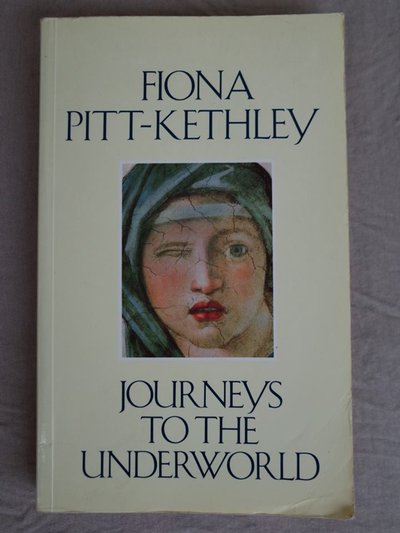 FIONA
PITT-KETHLEY
JOURNEYS
TO THE
UNDERWORLD